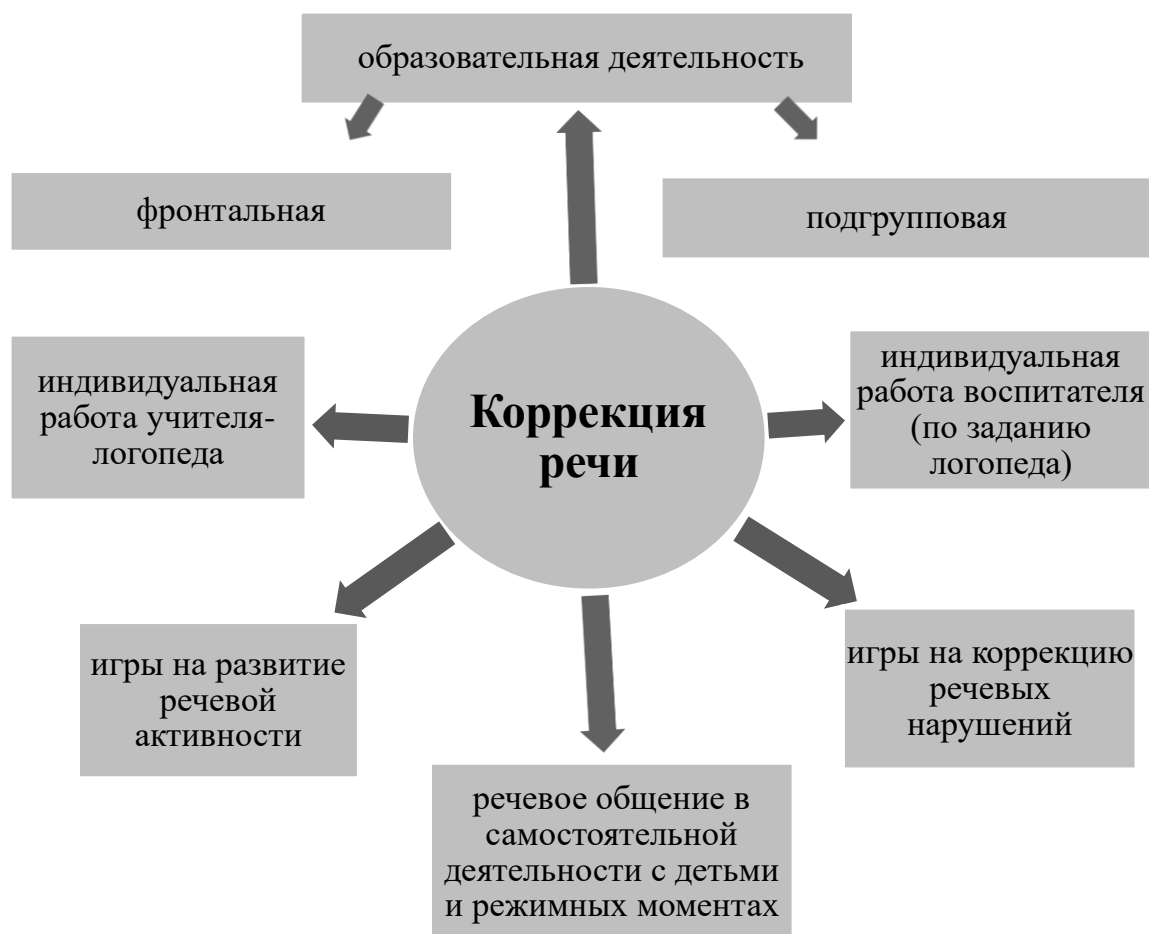 образовательная деятельность
фронтальная
подгрупповая
индивидуальная
работа учителя-
логопеда
Коррекция
речи
индивидуальная
работа воспитателя
(по заданию
логопеда)
игры на развитие
речевой
активности
игры на коррекцию
речевых
нарушений
речевое общение в
самостоятельной
деятельности с детьми
и режимных моментах